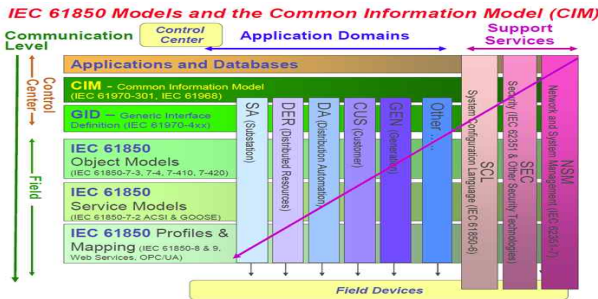 IEC 61850 Models and the Common Information Model (CIM)
Communication
Level
Control
Center
Application Domains
Support
Services
Control
Center
Field
Applications and Databases
CIM – Common Information Model
(IEC 61970-301, IEC 61968)
GID – Generic Interface
Definition (IEC 61970-4xx)
IEC 61850
Object Models
(IEC 61850-7-3, 7-4, 7-410, 7-420)
IEC 61850
Service Models
(IEC 61850-7-2 ACSI & GOOSE)
IEC 61850 Profiles &
Mapping (IEC 61850-8 & 9,
Web Services, OPC/UA)
SA (Substation)
DER (Distributed Resources)
DA (Distribution Automation)
CUS (Customer)
GEN (Generation)
Other ....
SCL
System Configuration Language (IEC 61850-6)
SEC
Security (IEC 62351 & Other Security Technologies)
NSM
Network and System Management (IEC 62351-7)
Field Devices